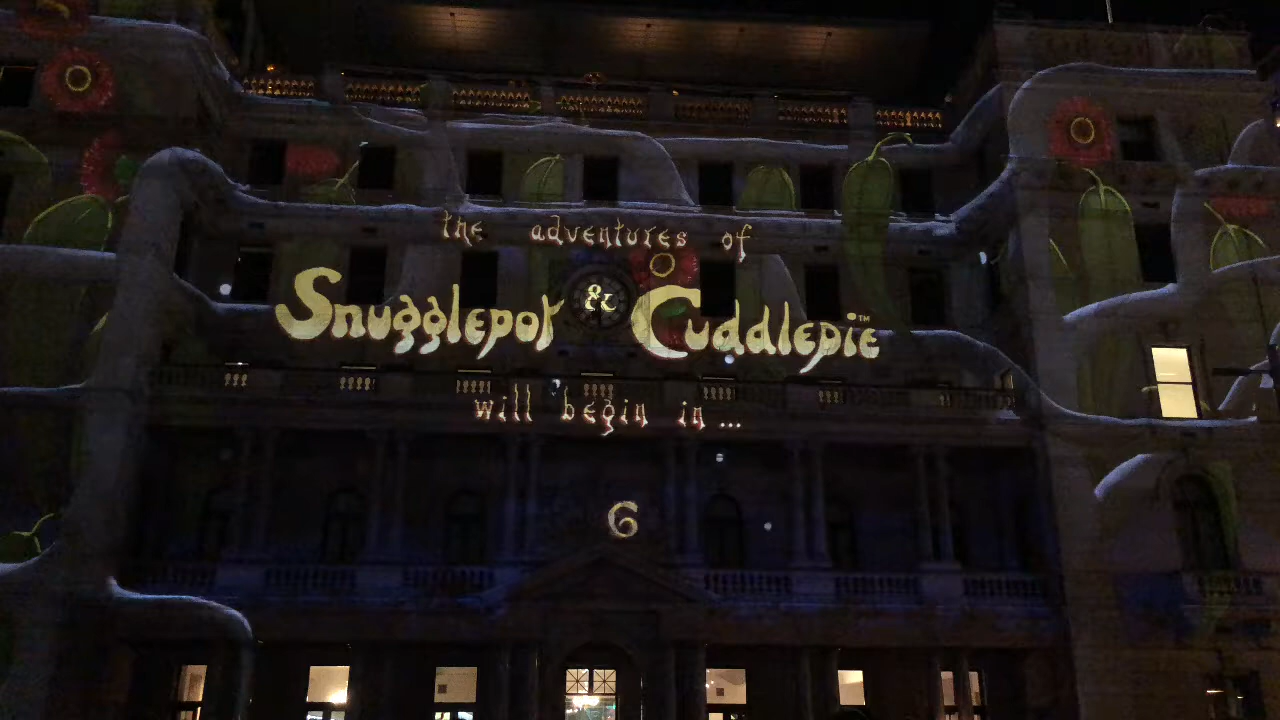 the adventures of
Snugglepot & Cuddlepie™
will begin in...
6